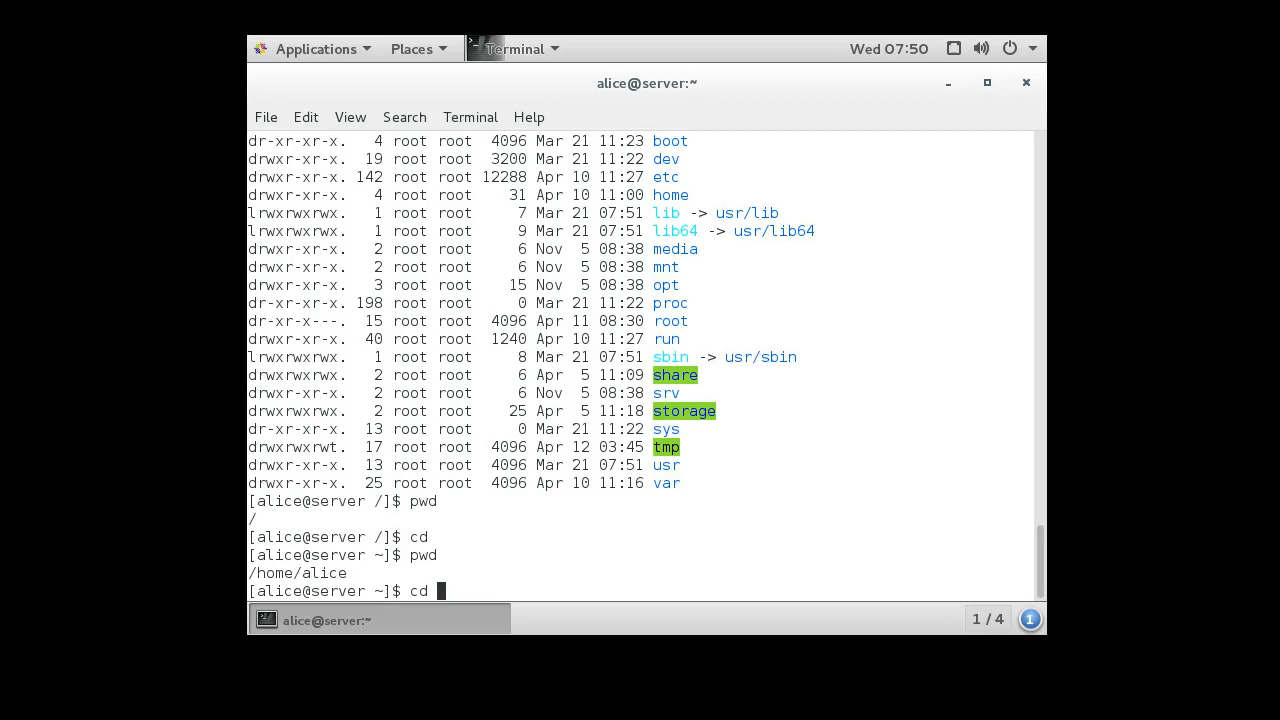 Applications Places Terminal Wed 07:50
alice@server:~
File Edit View Search Terminal Help
dr-xr-xr-x.   4 root root  4096 Mar 21 11:23 boot
drwxr-xr-x.  19 root root  3200 Mar 21 11:22 dev
drwxr-xr-x. 142 root root 12288 Apr 10 11:27 etc
drwxr-xr-x.   4 root root    31 Apr 10 11:00 home
lrwxrwxrwx.   1 root root     7 Mar 21 07:51 lib -> usr/lib
lrwxrwxrwx.   1 root root     9 Mar 21 07:51 lib64 -> usr/lib64
drwxr-xr-x.   2 root root     6 Nov  5 08:38 media
drwxr-xr-x.   2 root root     6 Nov  5 08:38 mnt
drwxr-xr-x.   3 root root    15 Nov  5 08:38 opt
dr-xr-xr-x. 198 root root     0 Mar 21 11:22 proc
dr-xr-x---.  15 root root  4096 Apr 11 08:30 root
drwxr-xr-x.  40 root root  1240 Apr 10 11:27 run
lrwxrwxrwx.   1 root root     8 Mar 21 07:51 sbin -> usr/sbin
drwxrwxrwx.   2 root root     6 Apr  5 11:09 share
drwxr-xr-x.   2 root root     6 Nov  5 08:38 srv
drwxrwxrwx.   2 root root    25 Apr  5 11:18 storage
dr-xr-xr-x.  13 root root     0 Mar 21 11:22 sys
drwxrwxrwt.  17 root root  4096 Apr 12 03:45 tmp
drwxr-xr-x.  13 root root  4096 Mar 21 07:51 usr
drwxr-xr-x.  25 root root  4096 Apr 10 11:16 var
[alice@server /]$ pwd
/
[alice@server /]$ cd
[alice@server ~]$ pwd
/home/alice
[alice@server ~]$ cd
alice@server:~ 1 / 4 1